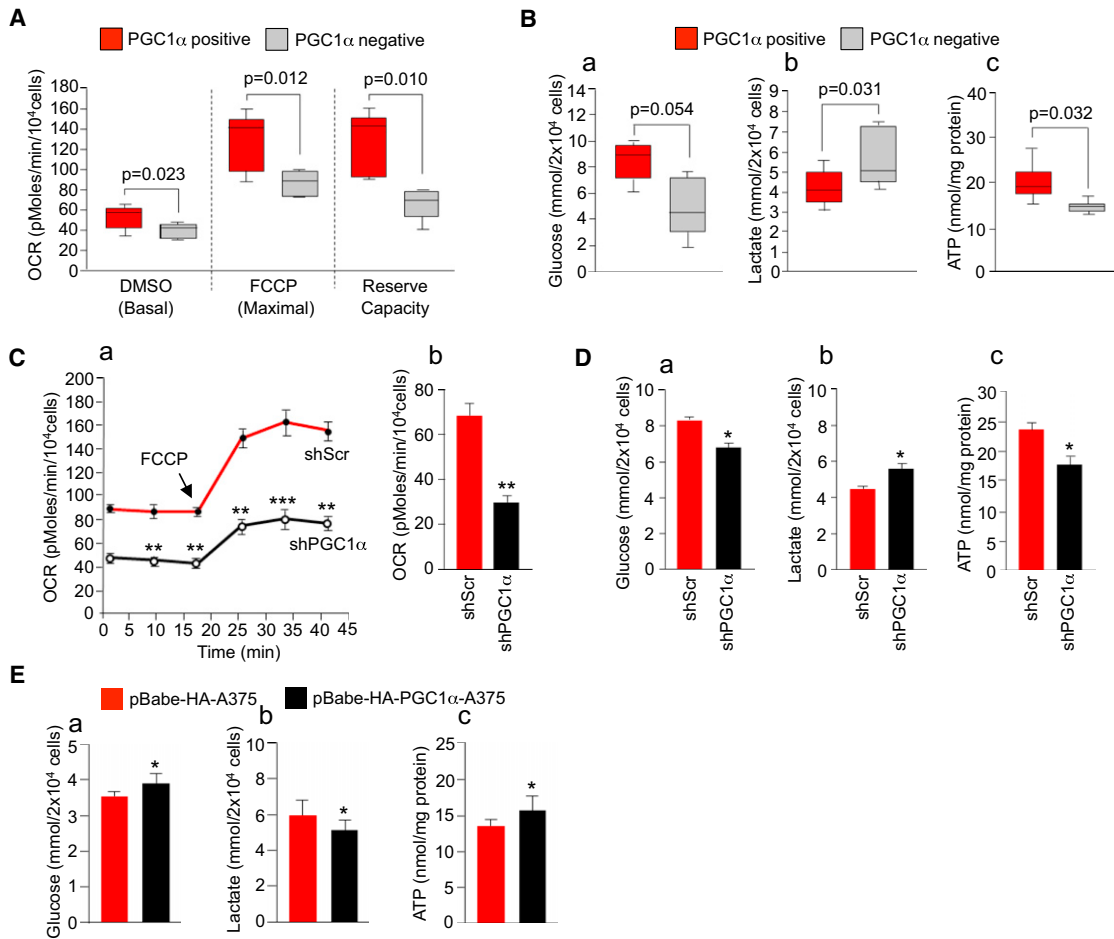 A
PGC1α positive PGC1α negative
OCR (pMoles/min/10⁴cells)
160
140
120
100
80
60
40
20
0
p=0.023
p=0.012
p=0.010
DMSO
(Basal)
FCCP
(Maximal)
Reserve
Capacity
B
PGC1α positive PGC1α negative
a
Glucose (mmol/2x10⁴ cells)
14
12
10
8
6
4
2
0
p=0.054
b
Lactate (mmol/2x10⁴ cells)
10
9
8
7
6
5
4
3
2
1
0
p=0.031
c
ATP (nmol/mg protein)
40
30
20
10
0
p=0.032
C
a
OCR (pMoles/min/10⁴cells)
200
180
160
140
120
100
80
60
40
20
0
FCCP
shScr
** ** ** *** **
shPGC1α
0 5 10 15 20 25 30 35 40 45
Time (min)
b
OCR (pMoles/min/10⁴cells)
80
60
40
20
0
**
shScr
shPGC1α
D
a
Glucose (mmol/2x10⁴ cells)
10
8
6
4
2
0
*
shScr
shPGC1α
b
Lactate (mmol/2x10⁴ cells)
10
8
6
4
2
0
*
shScr
shPGC1α
c
ATP (nmol/mg protein)
30
25
20
15
10
5
0
*
shScr
shPGC1α
E
pBabe-HA-A375 pBabe-HA-PGC1α-A375
a
Glucose (mmol/2x10⁴ cells)
5
4
3
2
1
0
*
b
Lactate (mmol/2x10⁴ cells)
10
8
6
4
2
0
*
c
ATP (nmol/mg protein)
25
20
15
10
5
0
*